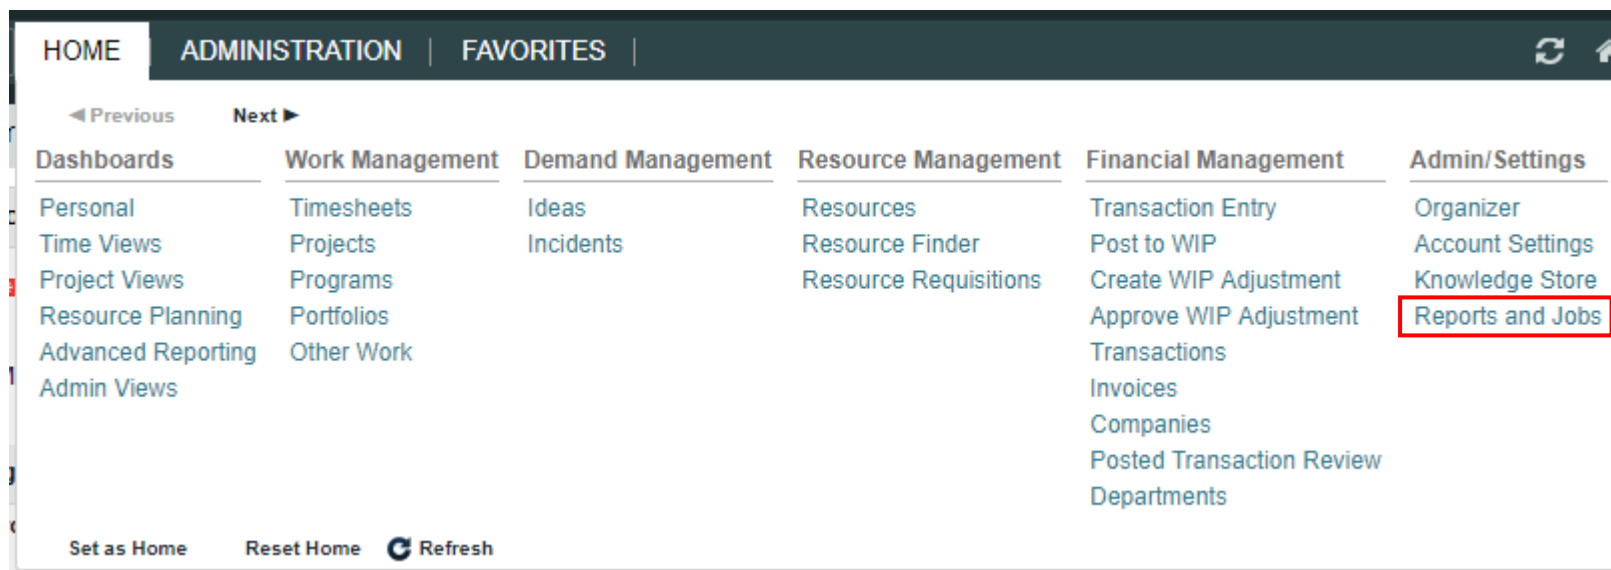 HOME | ADMINISTRATION | FAVORITES |
◄ Previous Next ►
Dashboards Work Management Demand Management Resource Management Financial Management Admin/Settings
Personal Timesheets Ideas Resources Transaction Entry Organizer
Time Views Projects Incidents Resource Finder Post to WIP Account Settings
Project Views Programs Resource Requisitions Create WIP Adjustment Knowledge Store
Resource Planning Portfolios Approve WIP Adjustment Reports and Jobs
Advanced Reporting Other Work Transactions
Admin Views Invoices
Companies
Posted Transaction Review
Departments
Set as Home Reset Home Refresh